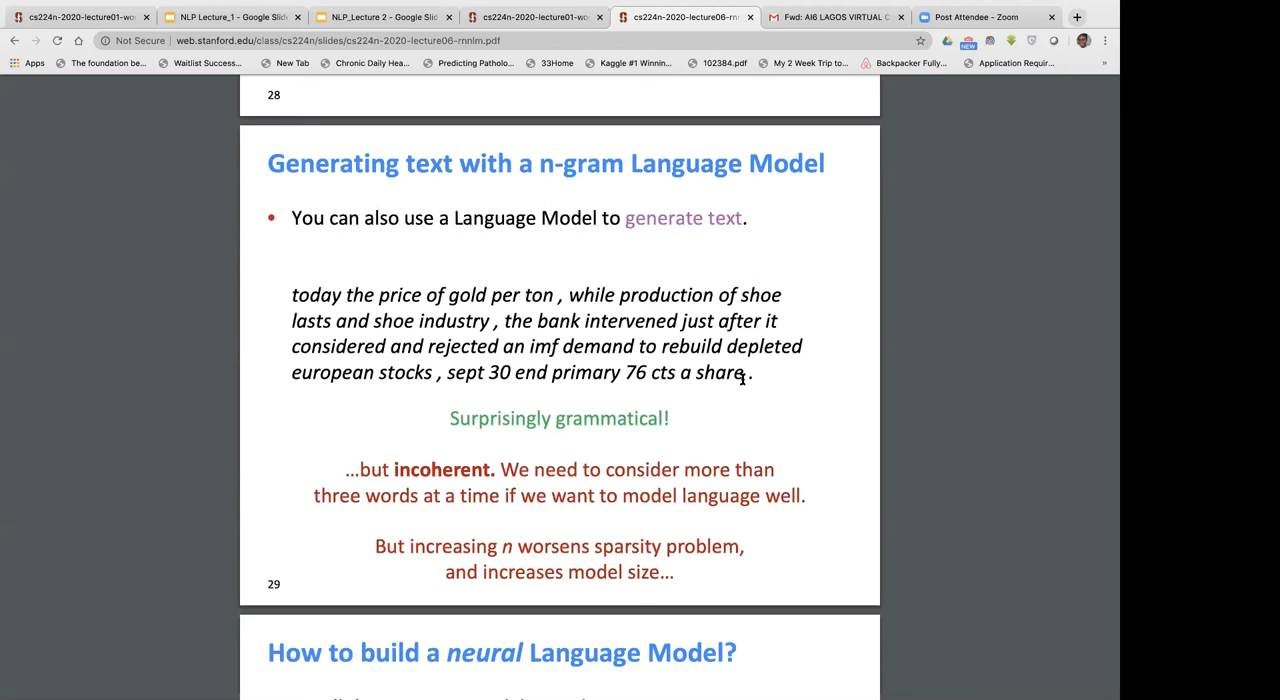 cs224n-2020-lecture01-wo
NLP Lecture_1 - Google Slide
NLP_Lecture 2 - Google Slid
cs224n-2020-lecture01-wo
cs224n-2020-lecture06-rnn
Fwd: AI6 LAGOS VIRTUAL C
Post Attendee - Zoom
Not Secure | web.stanford.edu/class/cs224n/slides/cs224n-2020-lecture06-rnnlm.pdf
NEW
Apps
The foundation be...
Waitlist Success...
New Tab
Chronic Daily Hea...
Predicting Patholo...
33Home
Kaggle #1 Winnin...
102384.pdf
My 2 Week Trip to...
Backpacker Fully...
Application Requir...
»
28
Generating text with a n-gram Language Model
• You can also use a Language Model to generate text.
today the price of gold per ton , while production of shoe
lasts and shoe industry , the bank intervened just after it
considered and rejected an imf demand to rebuild depleted
european stocks , sept 30 end primary 76 cts a share .
Surprisingly grammatical!
...but incoherent. We need to consider more than
three words at a time if we want to model language well.
But increasing n worsens sparsity problem,
and increases model size...
29
How to build a neural Language Model?